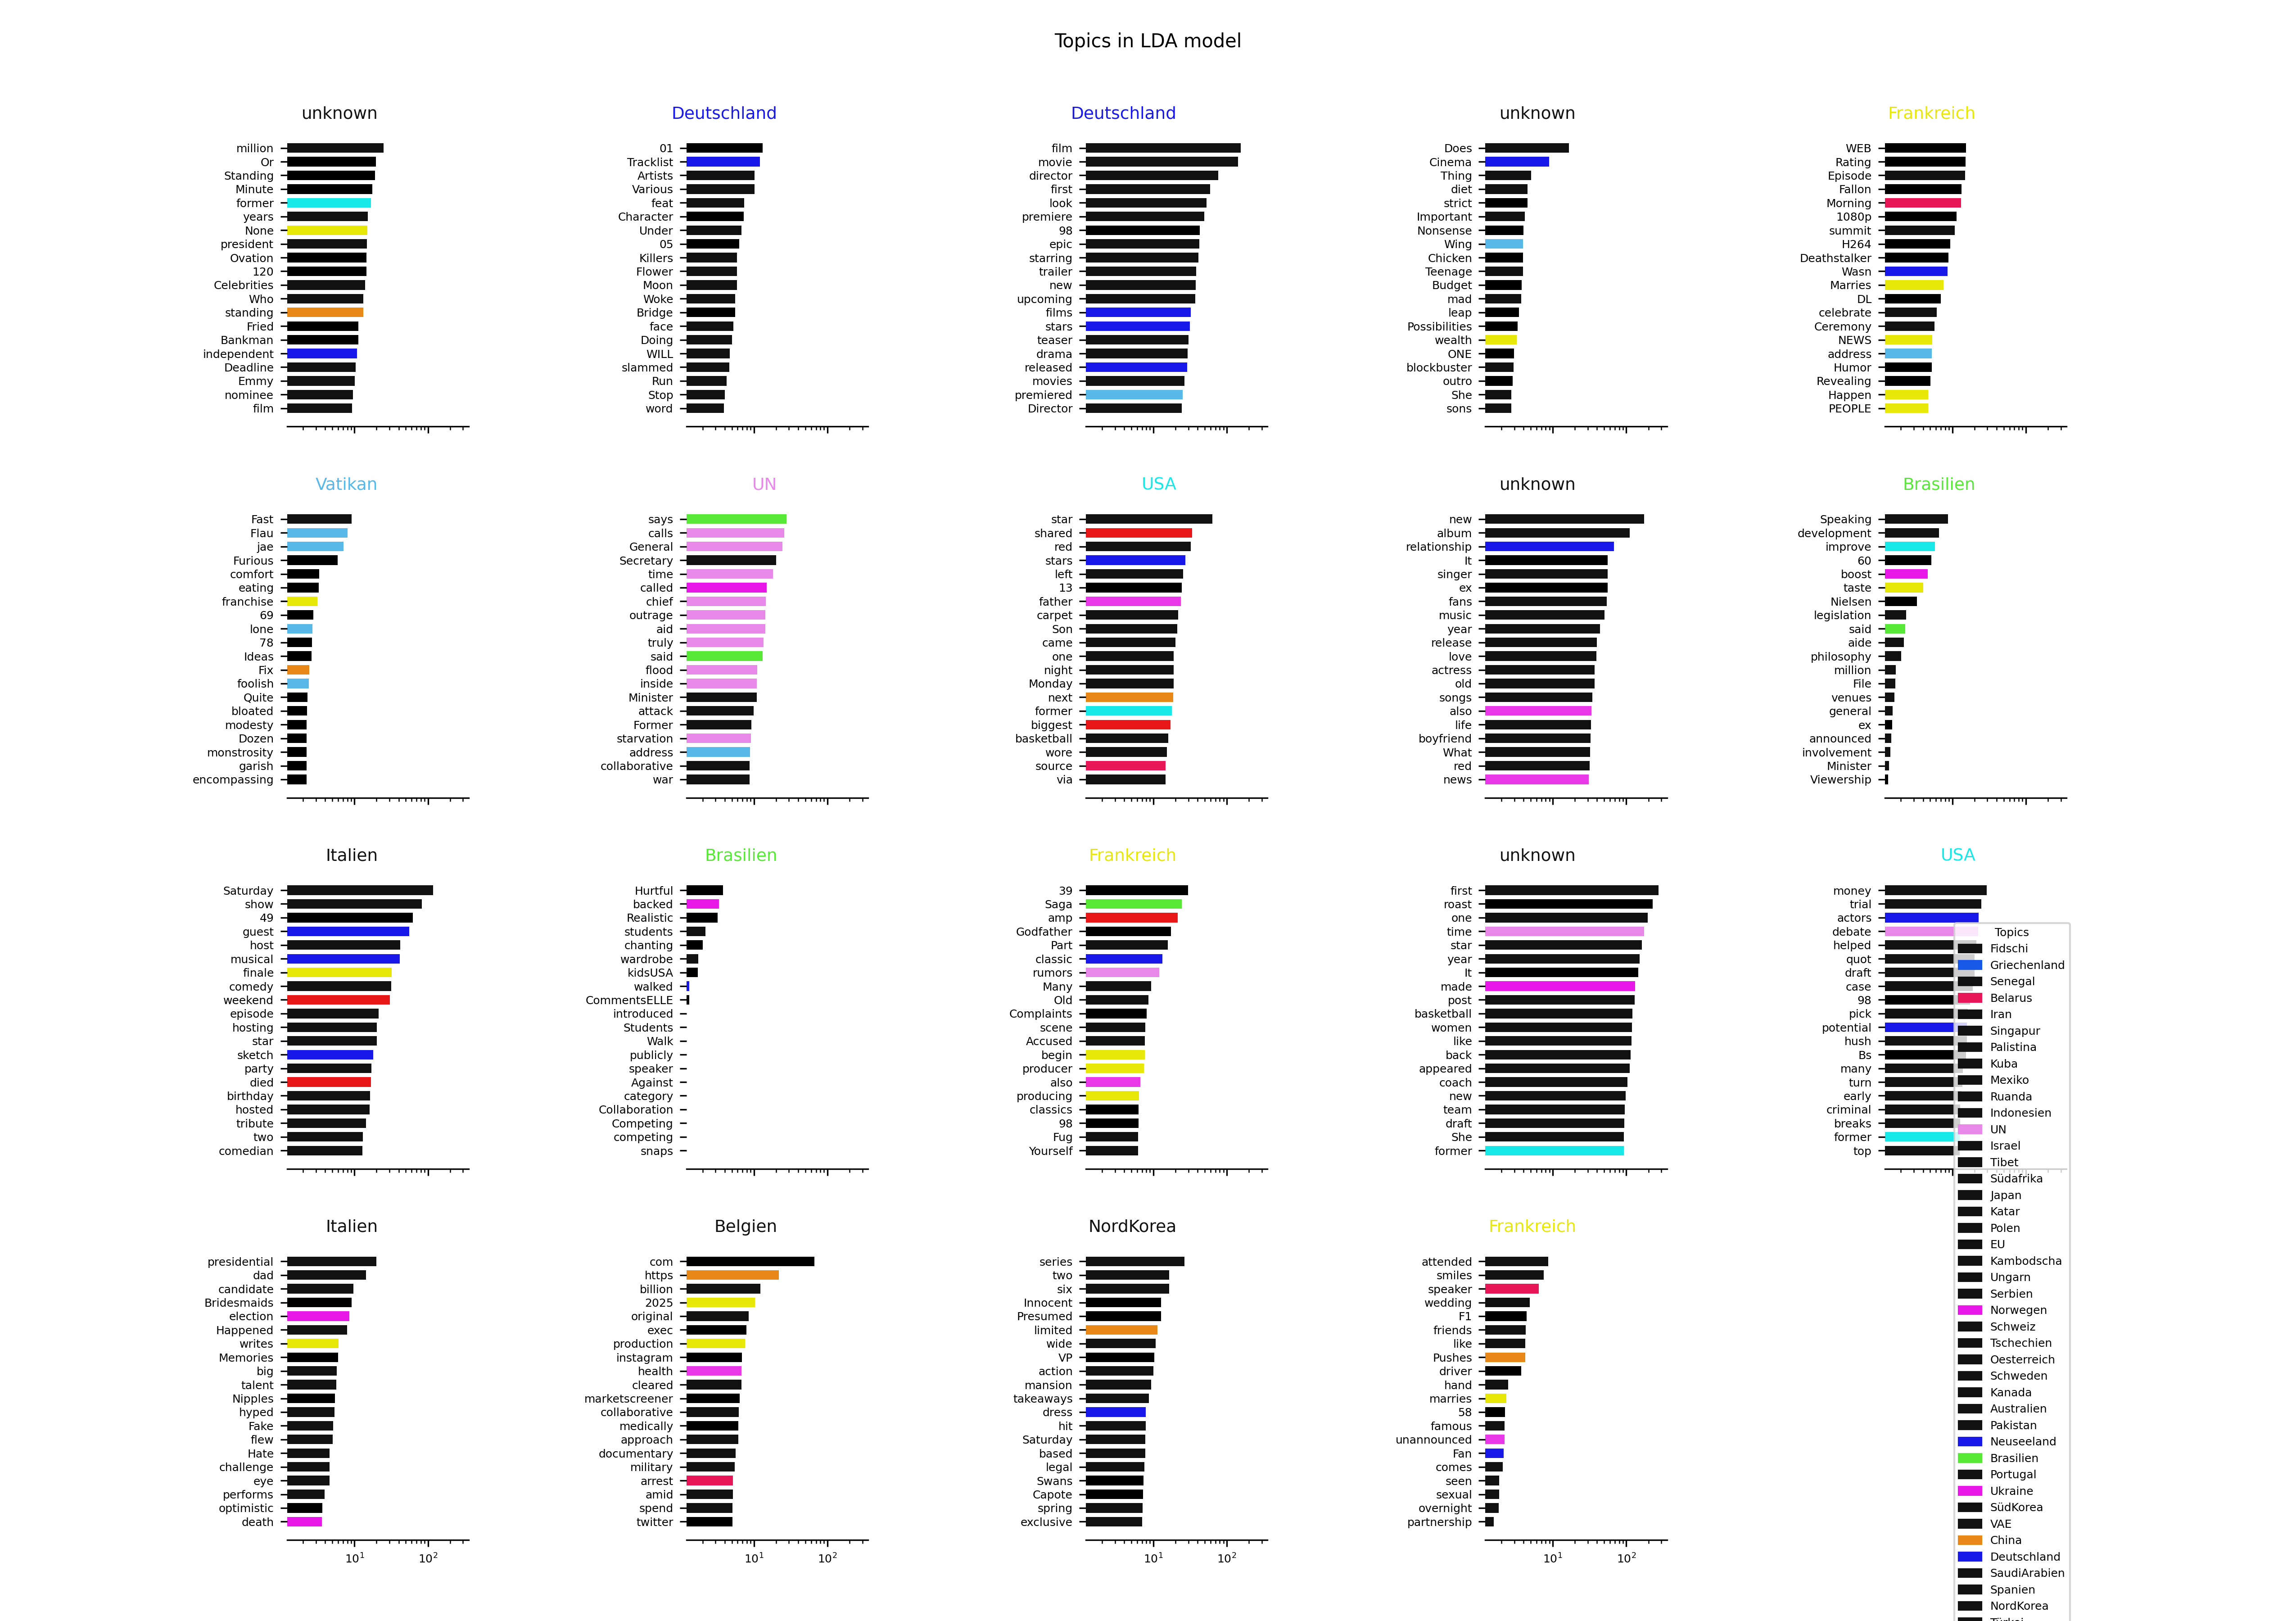 Topics in LDA model
unknown
million
Or
Standing
Minute
former
years
None
president
Ovation
120
Celebrities
Who
standing
Fried
Bankman
independent
Deadline
Emmy
nominee
film
Deutschland
01
Tracklist
Artists
Various
feat
Character
Under
05
Killers
Flower
Moon
Woke
Bridge
face
Doing
WILL
slammed
Run
Stop
word
Deutschland
film
movie
director
first
look
premiere
98
epic
starring
trailer
new
upcoming
films
stars
teaser
drama
released
movies
premiered
Director
unknown
Does
Cinema
Thing
diet
strict
Important
Nonsense
Wing
Chicken
Teenage
Budget
mad
leap
Possibilities
wealth
ONE
blockbuster
outro
She
sons
Frankreich
WEB
Rating
Episode
Fallon
Morning
1080p
summit
H264
Deathstalker
Wasn
Marries
DL
celebrate
Ceremony
NEWS
address
Humor
Revealing
Happen
PEOPLE
Vatikan
Fast
Flau
jae
Furious
comfort
eating
franchise
69
lone
78
Ideas
Fix
foolish
Quite
bloated
modesty
Dozen
monstrosity
garish
encompassing
UN
says
calls
General
Secretary
time
called
chief
outrage
aid
truly
said
flood
inside
Minister
attack
Former
starvation
address
collaborative
war
USA
star
shared
red
stars
left
13
father
carpet
Son
came
one
night
Monday
next
former
biggest
basketball
wore
source
via
unknown
new
album
relationship
It
singer
ex
fans
music
year
release
love
actress
old
songs
also
life
boyfriend
What
red
news
Brasilien
Speaking
development
improve
60
boost
taste
Nielsen
legislation
said
aide
philosophy
million
File
venues
general
ex
announced
involvement
Minister
Viewership
Italien
Saturday
show
49
guest
host
musical
finale
comedy
weekend
episode
hosting
star
sketch
party
died
birthday
hosted
tribute
two
comedian
Brasilien
Hurtful
backed
Realistic
students
chanting
wardrobe
kidsUSA
walked
CommentsELLE
introduced
Students
Walk
publicly
speaker
Against
category
Collaboration
Competing
competing
snaps
Frankreich
39
Saga
amp
Godfather
Part
classic
rumors
Many
Old
Complaints
scene
Accused
begin
producer
also
producing
classics
98
Fug
Yourself
unknown
first
roast
one
time
star
year
It
made
post
basketball
women
like
back
appeared
coach
new
team
draft
She
former
USA
money
trial
actors
debate
helped
quot
draft
case
98
pick
potential
hush
Bs
many
turn
early
criminal
breaks
former
top
Italien
presidential
dad
candidate
Bridesmaids
election
Happened
writes
Memories
big
talent
Nipples
hyped
Fake
flew
Hate
challenge
eye
performs
optimistic
death
10¹ 10²
Belgien
com
https
billion
2025
original
exec
production
instagram
health
cleared
marketscreener
collaborative
medically
approach
documentary
military
arrest
amid
spend
twitter
10¹ 10²
NordKorea
series
two
six
Innocent
Presumed
limited
wide
VP
action
mansion
takeaways
dress
hit
Saturday
based
legal
Swans
Capote
spring
exclusive
10¹ 10²
Frankreich
attended
smiles
speaker
wedding
F1
friends
like
Pushes
driver
hand
marries
58
famous
unannounced
Fan
comes
seen
sexual
overnight
partnership
10¹ 10²
Topics
Fidschi
Griechenland
Senegal
Belarus
Iran
Singapur
Palistina
Kuba
Mexiko
Ruanda
Indonesien
UN
Israel
Tibet
Südafrika
Japan
Katar
Polen
EU
Kambodscha
Ungarn
Serbien
Norwegen
Schweiz
Tschechien
Oesterreich
Schweden
Kanada
Australien
Pakistan
Neuseeland
Brasilien
Portugal
Ukraine
SüdKorea
VAE
China
Deutschland
SaudiArabien
Spanien
NordKorea